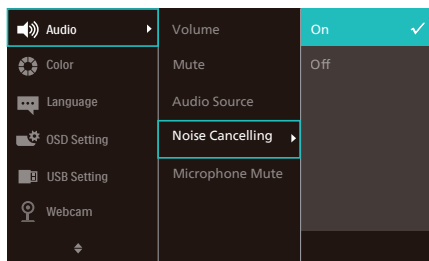 Audio
Color
Language
OSD Setting
USB Setting
Webcam
Volume
Mute
Audio Source
Noise Cancelling
Microphone Mute
On
Off